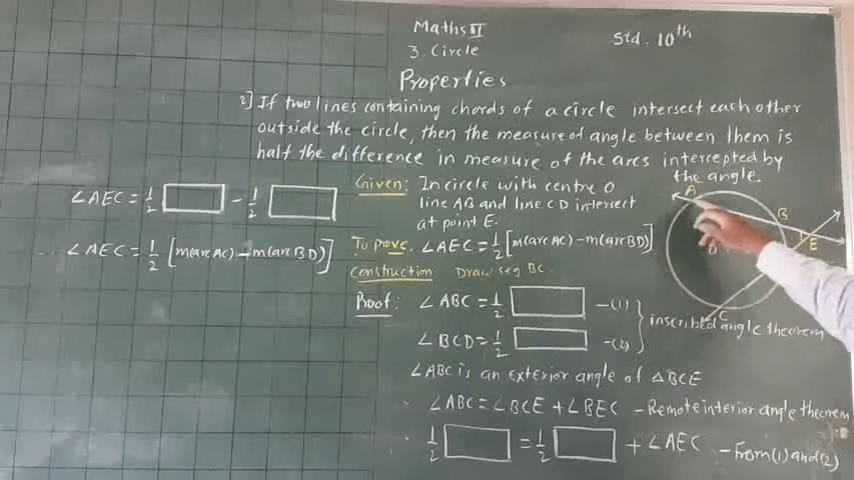 Maths II
Std. 10th
3. Circle
Properties
2] If two lines containing chords of a circle intersect each other
outside the circle, then the measure of angle between them is
half the difference in measure of the arcs intercepted by
the angle.
Given: In circle with centre O
line AB and line CD intersect
at point E.
To prove. ∠AEC = 1/2 [m(arc AC) - m(arc BD)]
Construction Draw seg BC.
Proof: ∠ABC = 1/2 —(1)
∠BCD = 1/2 —(2)
inscribed angle theorem
∠ABC is an exterior angle of △BCE
∠ABC = ∠BCE + ∠BEC - Remote interior angle theorem
1/2 = 1/2 + ∠AEC - From (1) and (2)
∠AEC = 1/2 - 1/2
∴ ∠AEC = 1/2 [m(arc AC) - m(arc BD)]
A
B
E
O
C